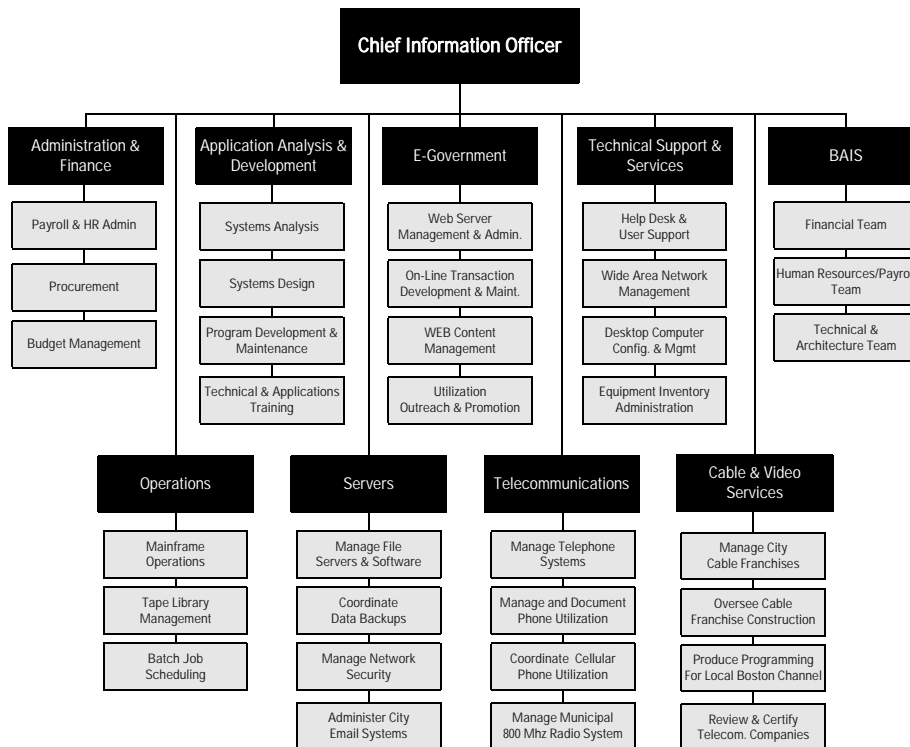 Chief Information Officer
Administration &
Finance
Payroll & HR Admin
Procurement
Budget Management
Application Analysis &
Development
Systems Analysis
Systems Design
Program Development &
Maintenance
Technical & Applications
Training
E-Government
Web Server
Management & Admin.
On-Line Transaction
Development & Maint.
WEB Content
Management
Utilization
Outreach & Promotion
Technical Support &
Services
Help Desk &
User Support
Wide Area Network
Management
Desktop Computer
Config. & Mgmt
Equipment Inventory
Administration
BAIS
Financial Team
Human Resources/Payro
Team
Technical &
Architecture Team
Operations
Mainframe
Operations
Tape Library
Management
Batch Job
Scheduling
Servers
Manage File
Servers & Software
Coordinate
Data Backups
Manage Network
Security
Administer City
Email Systems
Telecommunications
Manage Telephone
Systems
Manage and Document
Phone Utilization
Coordinate Cellular
Phone Utilization
Manage Municipal
800 Mhz Radio System
Cable & Video
Services
Manage City
Cable Franchises
Oversee Cable
Franchise Construction
Produce Programming
For Local Boston Channel
Review & Certify
Telecom. Companies